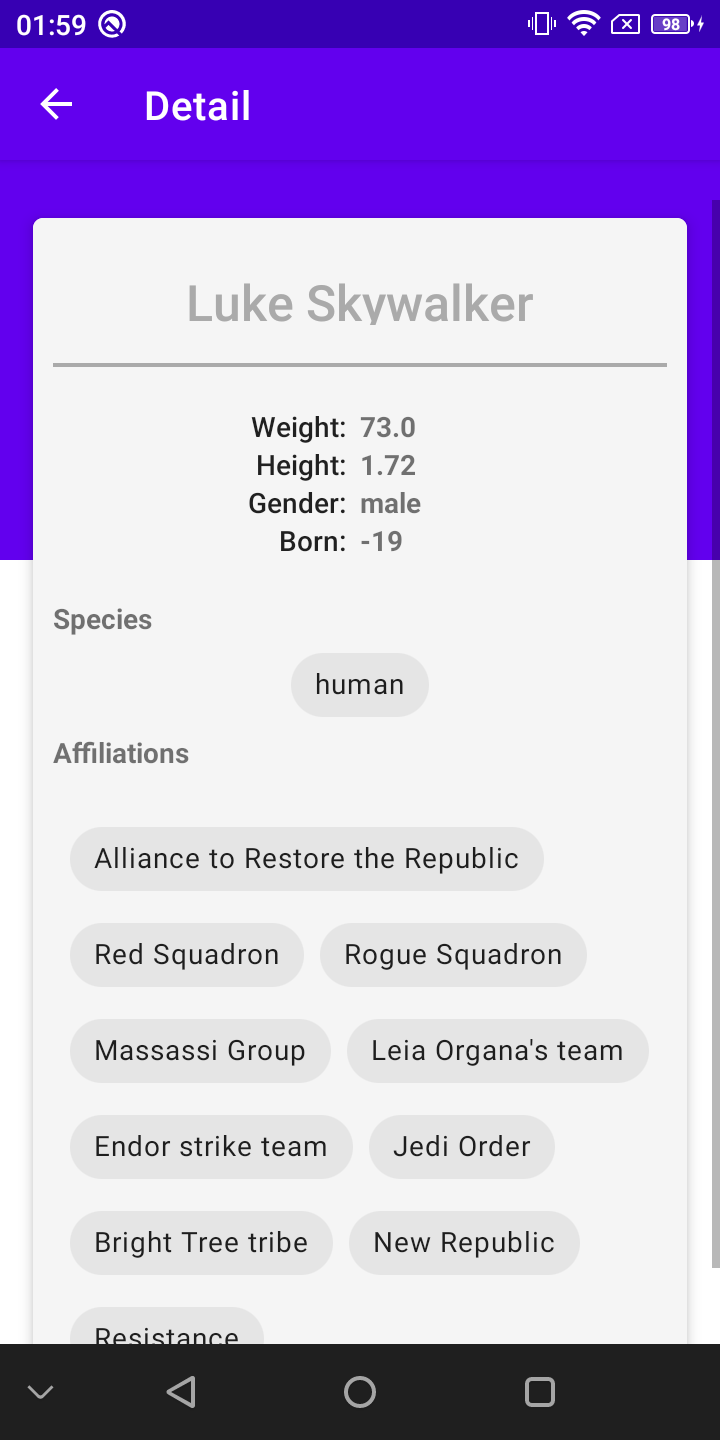 01:59
98
Detail
Luke Skywalker
Weight: 73.0
Height: 1.72
Gender: male
Born: -19
Species
human
Affiliations
Alliance to Restore the Republic
Red Squadron Rogue Squadron
Massassi Group Leia Organa's team
Endor strike team Jedi Order
Bright Tree tribe New Republic
Resistance